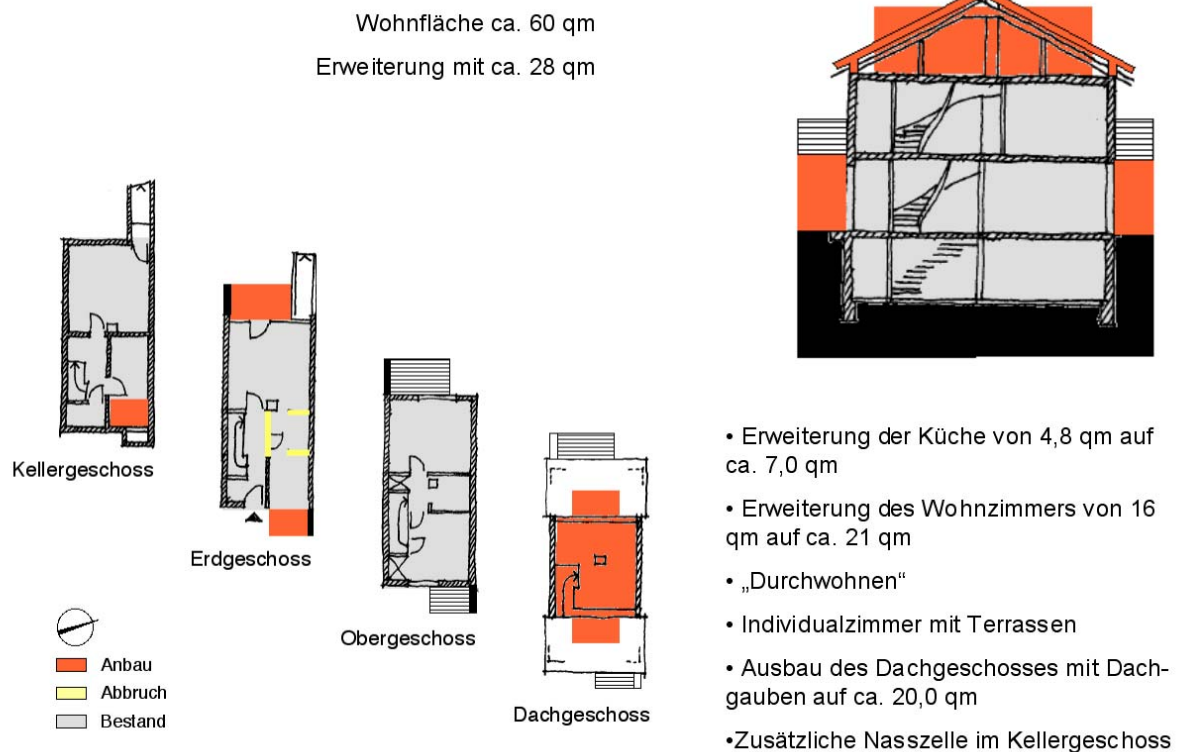 Wohnfläche ca. 60 qm
Erweiterung mit ca. 28 qm
Kellergeschoss
Erdgeschoss
Obergeschoss
Dachgeschoss
Anbau
Abbruch
Bestand
• Erweiterung der Küche von 4,8 qm auf
ca. 7,0 qm
• Erweiterung des Wohnzimmers von 16
qm auf ca. 21 qm
• „Durchwohnen“
• Individualzimmer mit Terrassen
• Ausbau des Dachgeschosses mit Dach-
gauben auf ca. 20,0 qm
•Zusätzliche Nasszelle im Kellergeschoss